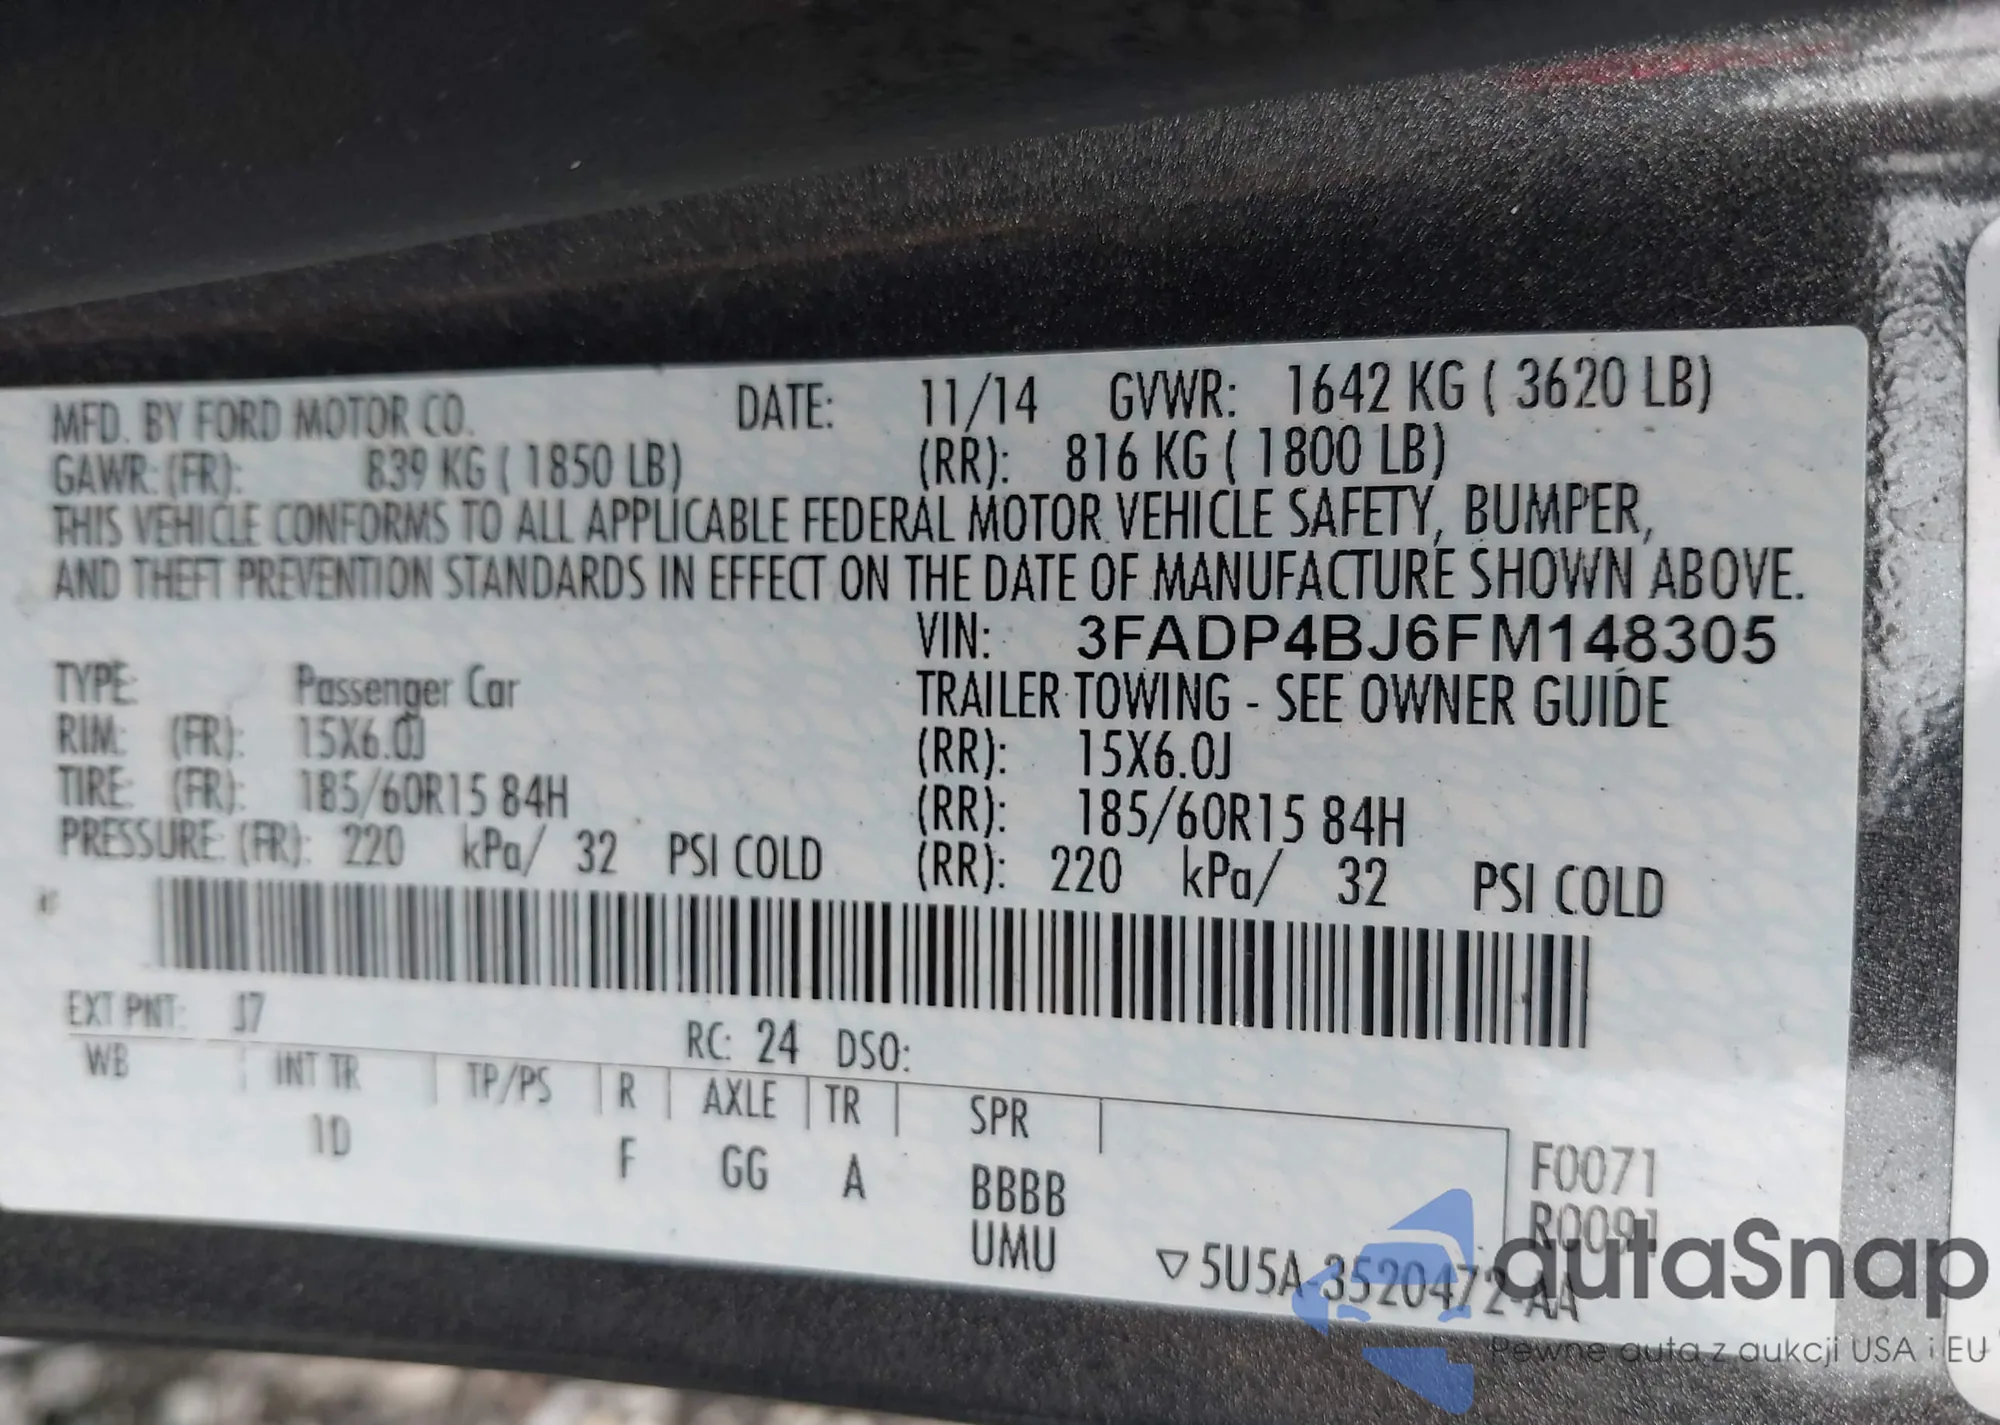 MFD. BY FORD MOTOR CO. DATE: 11/14 GVWR: 1642 KG ( 3620 LB)
GAWR: (FR): 839 KG ( 1850 LB) (RR): 816 KG ( 1800 LB)
THIS VEHICLE CONFORMS TO ALL APPLICABLE FEDERAL MOTOR VEHICLE SAFETY, BUMPER,
AND THEFT PREVENTION STANDARDS IN EFFECT ON THE DATE OF MANUFACTURE SHOWN ABOVE.
VIN: 3FADP4BJ6FM148305
TYPE: Passenger Car TRAILER TOWING - SEE OWNER GUIDE
RIM: (FR): 15X6.0J (RR): 15X6.0J
TIRE: (FR): 185/60R15 84H (RR): 185/60R15 84H
PRESSURE: (FR): 220 kPa/ 32 PSI COLD (RR): 220 kPa/ 32 PSI COLD
EXT PNT: J7 RC: 24 DSO:
WB INT TR TP/PS R AXLE TR SPR
1D F GG A BBBB
UMU
F0071
R0091
▽ 5U5A-3520472-AA
autaSnap
Pewne auta z aukcji USA i EU